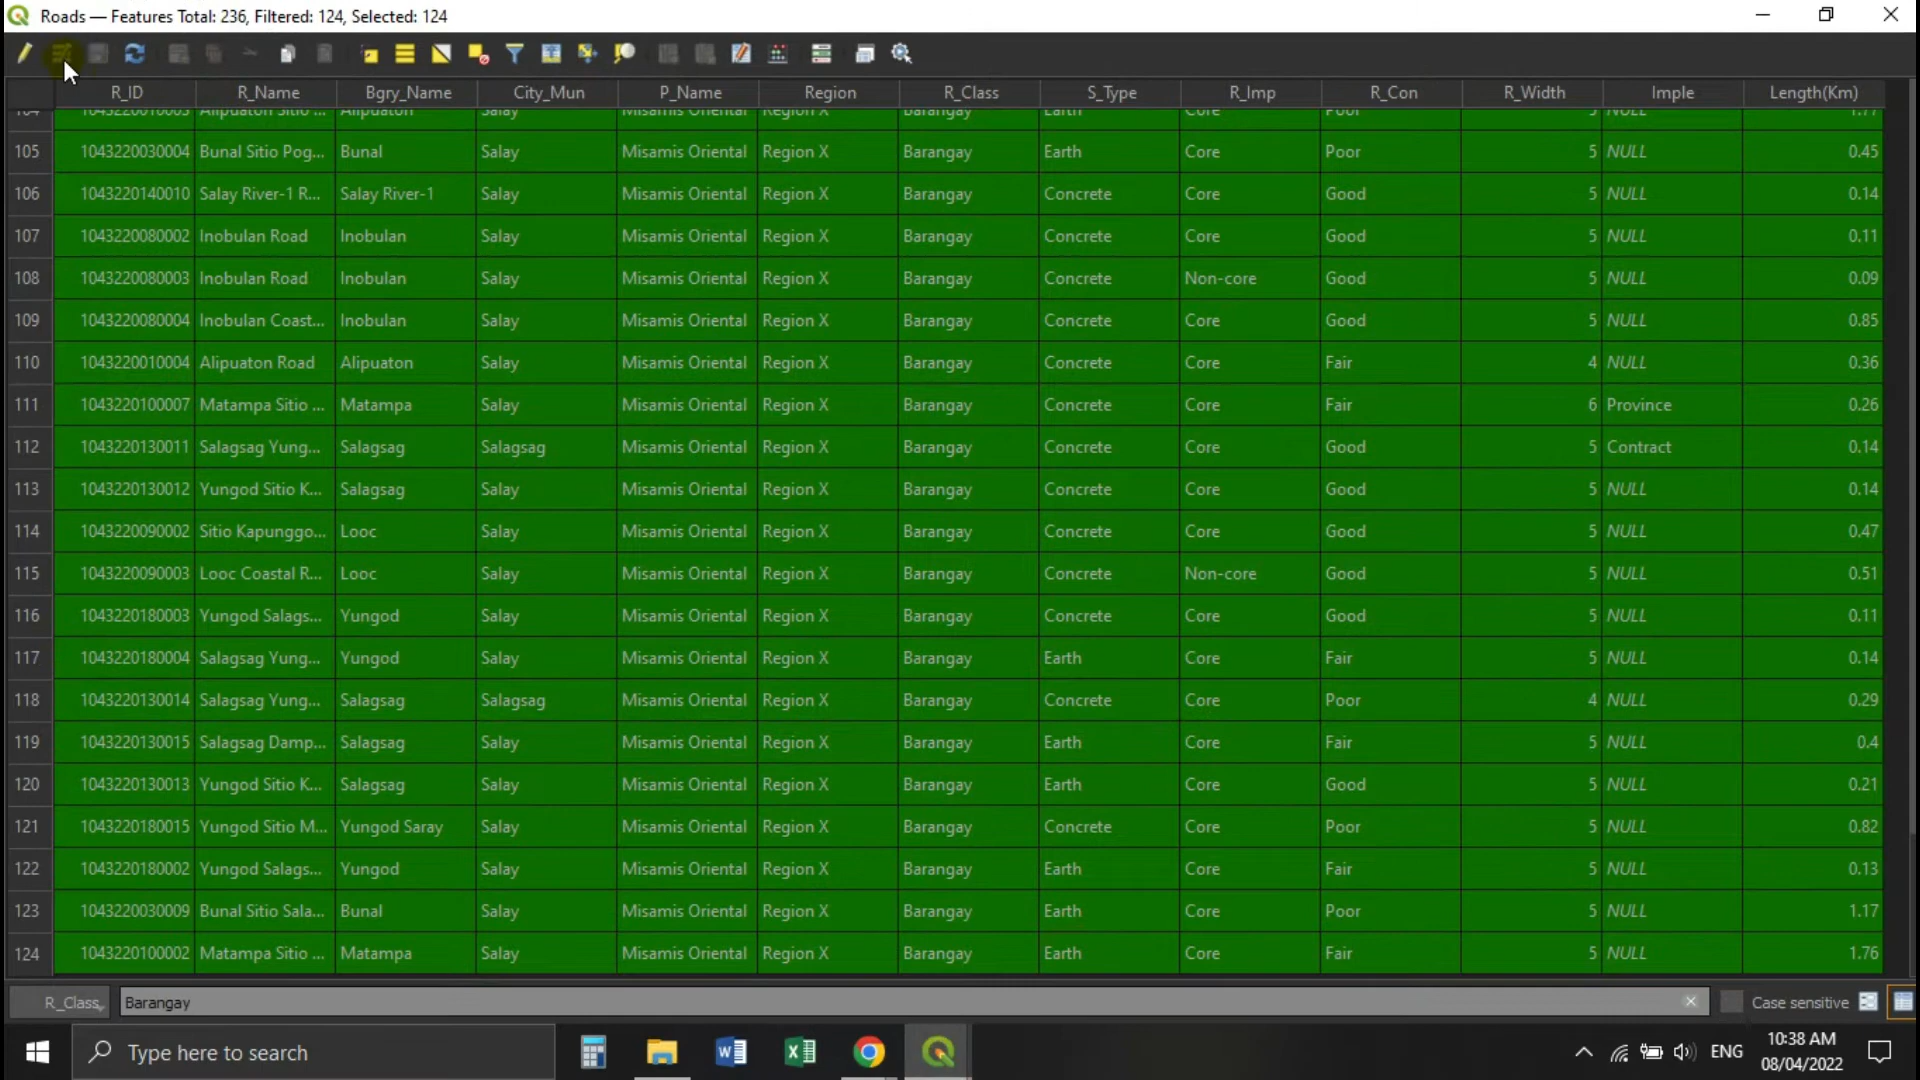 Roads — Features Total: 236, Filtered: 124, Selected: 124
R_ID R_Name Bgry_Name City_Mun P_Name Region R_Class S_Type R_Imp R_Con R_Width Imple Length(Km)
104 1043220010005 Alipuaton Sitio ... Alipuaton Salay Misamis Oriental Region X Barangay Earth Core Poor 5 NULL 1.77
105 1043220030004 Bunal Sitio Pog... Bunal Salay Misamis Oriental Region X Barangay Earth Core Poor 5 NULL 0.45
106 1043220140010 Salay River-1 R... Salay River-1 Salay Misamis Oriental Region X Barangay Concrete Core Good 5 NULL 0.14
107 1043220080002 Inobulan Road Inobulan Salay Misamis Oriental Region X Barangay Concrete Core Good 5 NULL 0.11
108 1043220080003 Inobulan Road Inobulan Salay Misamis Oriental Region X Barangay Concrete Non-core Good 5 NULL 0.09
109 1043220080004 Inobulan Coast... Inobulan Salay Misamis Oriental Region X Barangay Concrete Core Good 5 NULL 0.85
110 1043220010004 Alipuaton Road Alipuaton Salay Misamis Oriental Region X Barangay Concrete Core Fair 4 NULL 0.36
111 1043220100007 Matampa Sitio ... Matampa Salay Misamis Oriental Region X Barangay Concrete Core Fair 6 Province 0.26
112 1043220130011 Salagsag Yung... Salagsag Salagsag Misamis Oriental Region X Barangay Concrete Core Good 5 Contract 0.14
113 1043220130012 Yungod Sitio K... Salagsag Salay Misamis Oriental Region X Barangay Concrete Core Good 5 NULL 0.14
114 1043220090002 Sitio Kapunggo... Looc Salay Misamis Oriental Region X Barangay Concrete Core Good 5 NULL 0.47
115 1043220090003 Looc Coastal R... Looc Salay Misamis Oriental Region X Barangay Concrete Non-core Good 5 NULL 0.51
116 1043220180003 Yungod Salags... Yungod Salay Misamis Oriental Region X Barangay Concrete Core Good 5 NULL 0.11
117 1043220180004 Salagsag Yung... Yungod Salay Misamis Oriental Region X Barangay Earth Core Fair 5 NULL 0.14
118 1043220130014 Salagsag Yung... Salagsag Salagsag Misamis Oriental Region X Barangay Concrete Core Poor 4 NULL 0.29
119 1043220130015 Salagsag Damp... Salagsag Salay Misamis Oriental Region X Barangay Earth Core Fair 5 NULL 0.4
120 1043220130013 Yungod Sitio K... Salagsag Salay Misamis Oriental Region X Barangay Earth Core Good 5 NULL 0.21
121 1043220180015 Yungod Sitio M... Yungod Saray Salay Misamis Oriental Region X Barangay Concrete Core Poor 5 NULL 0.82
122 1043220180002 Yungod Salags... Yungod Salay Misamis Oriental Region X Barangay Earth Core Fair 5 NULL 0.13
123 1043220030009 Bunal Sitio Sala... Bunal Salay Misamis Oriental Region X Barangay Earth Core Poor 5 NULL 1.17
124 1043220100002 Matampa Sitio ... Matampa Salay Misamis Oriental Region X Barangay Earth Core Fair 5 NULL 1.76
R_Class Barangay Case sensitive
Type here to search ENG 10:38 AM
08/04/2022